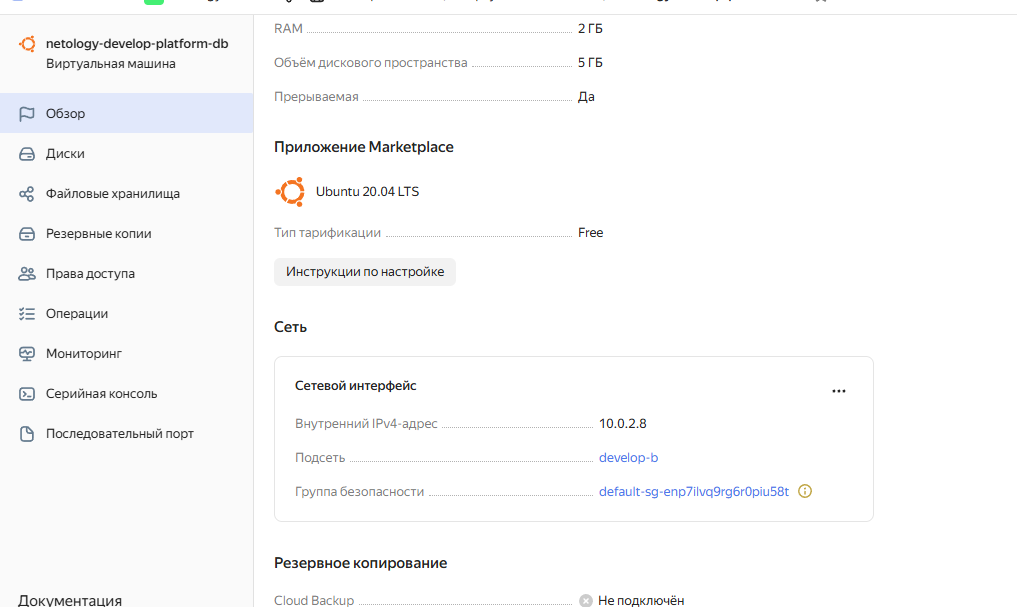 netology-develop-platform-db
Виртуальная машина
Обзор
Диски
Файловые хранилища
Резервные копии
Права доступа
Операции
Мониторинг
Серийная консоль
Последовательный порт
Документация
RAM 2 ГБ
Объём дискового пространства 5 ГБ
Прерываемая Да
Приложение Marketplace
Ubuntu 20.04 LTS
Тип тарификации Free
Инструкции по настройке
Сеть
Сетевой интерфейс
Внутренний IPv4-адрес 10.0.2.8
Подсеть develop-b
Группа безопасности default-sg-enp7ilvq9rg6r0piu58t
Резервное копирование
Cloud Backup Не подключён